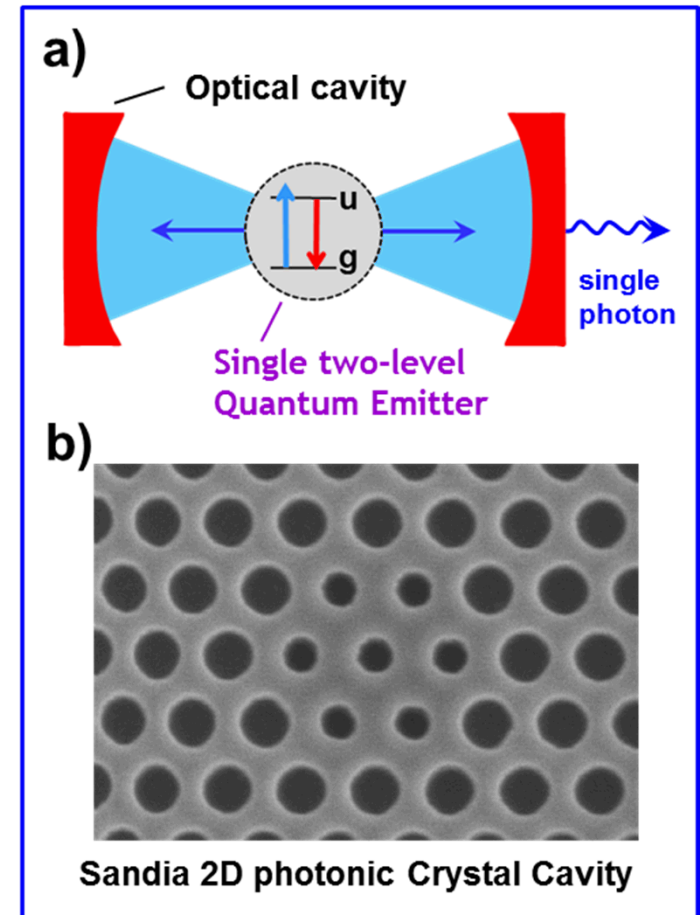 a)
Optical cavity
u
g
single
photon
Single two-level
Quantum Emitter
b)
Sandia 2D photonic Crystal Cavity